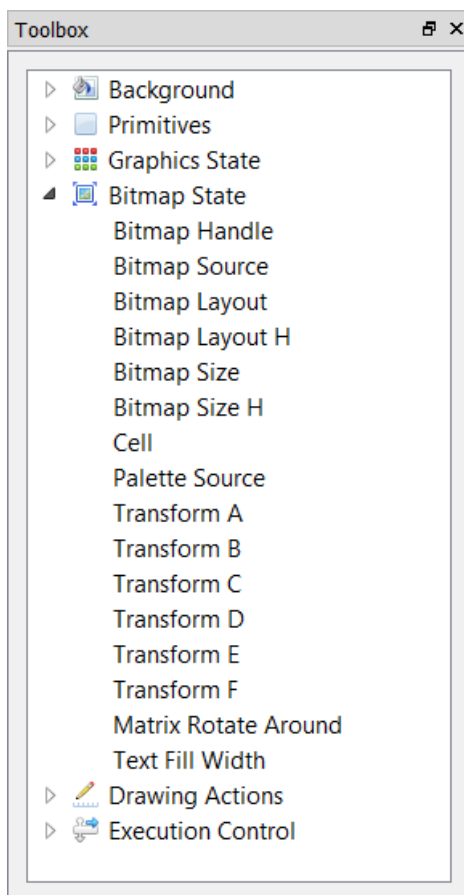 Toolbox
Background
Primitives
Graphics State
Bitmap State
Bitmap Handle
Bitmap Source
Bitmap Layout
Bitmap Layout H
Bitmap Size
Bitmap Size H
Cell
Palette Source
Transform A
Transform B
Transform C
Transform D
Transform E
Transform F
Matrix Rotate Around
Text Fill Width
Drawing Actions
Execution Control